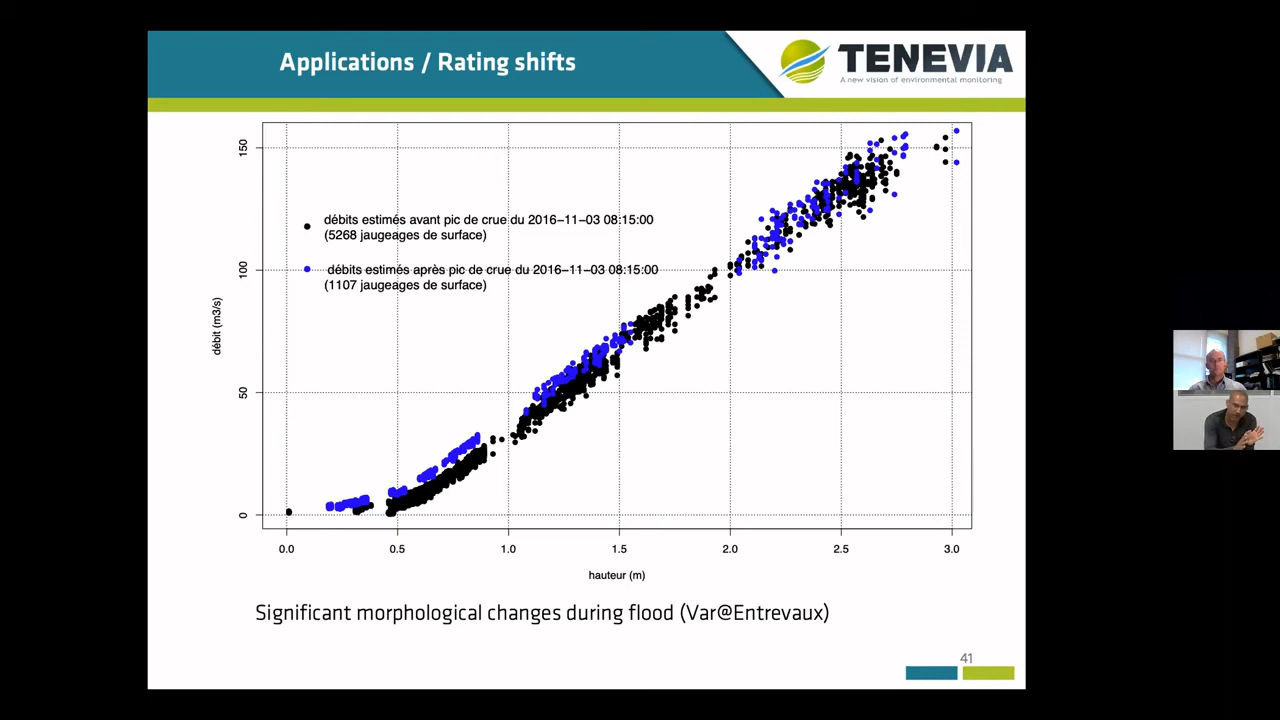 Applications / Rating shifts
TENEVIA
A new vision of environmental monitoring
débits estimés avant pic de crue du 2016−11−03 08:15:00
(5268 jaugeages de surface)
débits estimés après pic de crue du 2016−11−03 08:15:00
(1107 jaugeages de surface)
débit (m3/s)
150
100
50
0
0.0 0.5 1.0 1.5 2.0 2.5 3.0
hauteur (m)
Significant morphological changes during flood (Var@Entrevaux)
41